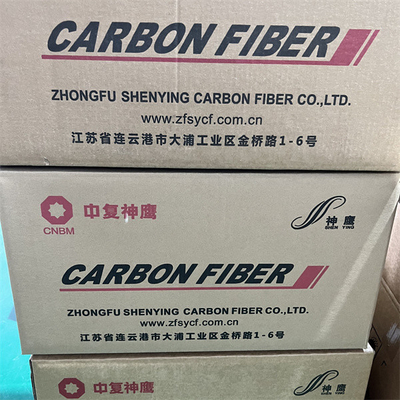 CARBON FIBER
ZHONGFU SHENYING CARBON FIBER CO.,LTD.
www.zfsycf.com.cn
江苏省连云港市大浦工业区金桥路1-6号
CNBM
中复神鹰
神鹰
SHEN YING
CARBON FIBER
ZHONGFU SHENYING CARBON FIBER CO.,LTD.
www.zfsycf.com.cn
江苏省连云港市大浦工业区金桥路1-6号
CNBM
中复神鹰
神鹰
SHEN YING